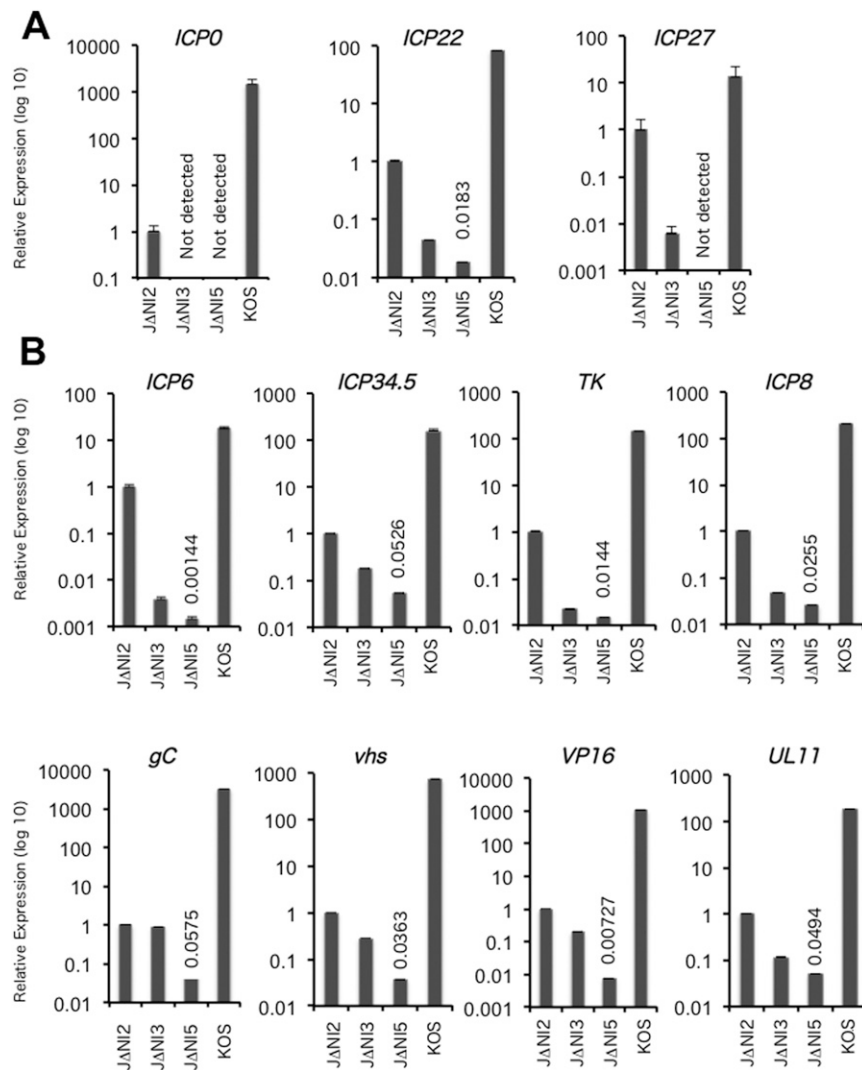 A
ICP0
ICP22
ICP27
Relative Expression (log 10)
10000
1000
100
10
1
0.1
Not detected
Not detected
JΔNI2
JΔNI3
JΔNI5
KOS
100
10
1
0.1
0.01
0.0183
JΔNI2
JΔNI3
JΔNI5
KOS
100
10
1
0.1
0.01
0.001
Not detected
JΔNI2
JΔNI3
JΔNI5
KOS
B
ICP6
ICP34.5
TK
ICP8
Relative Expression (log 10)
100
10
1
0.1
0.01
0.001
0.00144
JΔNI2
JΔNI3
JΔNI5
KOS
1000
100
10
1
0.1
0.01
0.0526
JΔNI2
JΔNI3
JΔNI5
KOS
1000
100
10
1
0.1
0.01
0.0144
JΔNI2
JΔNI3
JΔNI5
KOS
1000
100
10
1
0.1
0.01
0.0255
JΔNI2
JΔNI3
JΔNI5
KOS
gC
vhs
VP16
UL11
Relative Expression (log 10)
10000
1000
100
10
1
0.1
0.01
0.0575
JΔNI2
JΔNI3
JΔNI5
KOS
1000
100
10
1
0.1
0.01
0.0363
JΔNI2
JΔNI3
JΔNI5
KOS
10000
1000
100
10
1
0.1
0.01
0.001
0.00727
JΔNI2
JΔNI3
JΔNI5
KOS
1000
100
10
1
0.1
0.01
0.0494
JΔNI2
JΔNI3
JΔNI5
KOS